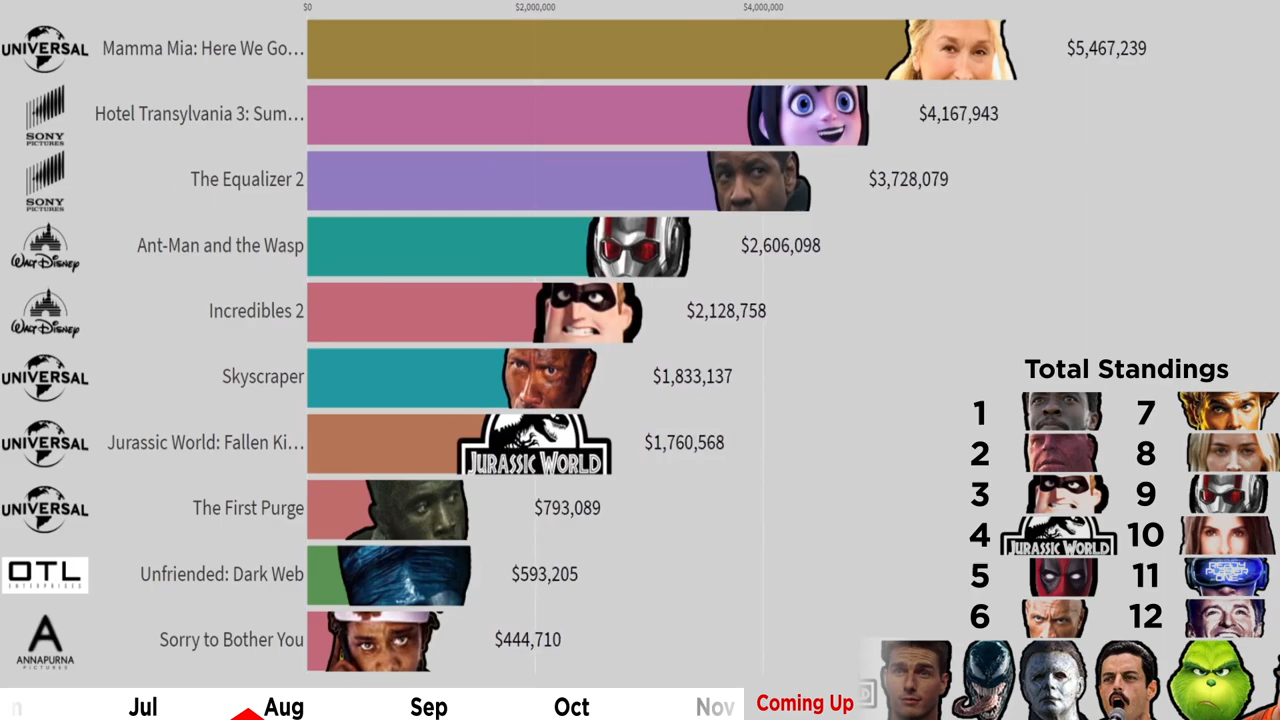 $0 $2,000,000 $4,000,000
UNIVERSAL Mamma Mia: Here We Go… $5,467,239
SONY PICTURES Hotel Transylvania 3: Sum… $4,167,943
SONY PICTURES The Equalizer 2 $3,728,079
WALT DISNEY Ant-Man and the Wasp $2,606,098
WALT DISNEY Incredibles 2 $2,128,758
UNIVERSAL Skyscraper $1,833,137
UNIVERSAL Jurassic World: Fallen Ki… JURASSIC WORLD $1,760,568
UNIVERSAL The First Purge $793,089
OTL ENTERPRISES Unfriended: Dark Web $593,205
A ANNAPURNA PICTURES Sorry to Bother You $444,710
Total Standings
1 7
2 8
3 9
4 JURASSIC WORLD 10
5 11 READY PLAYER ONE
6 12
Jul Aug Sep Oct Nov Coming Up